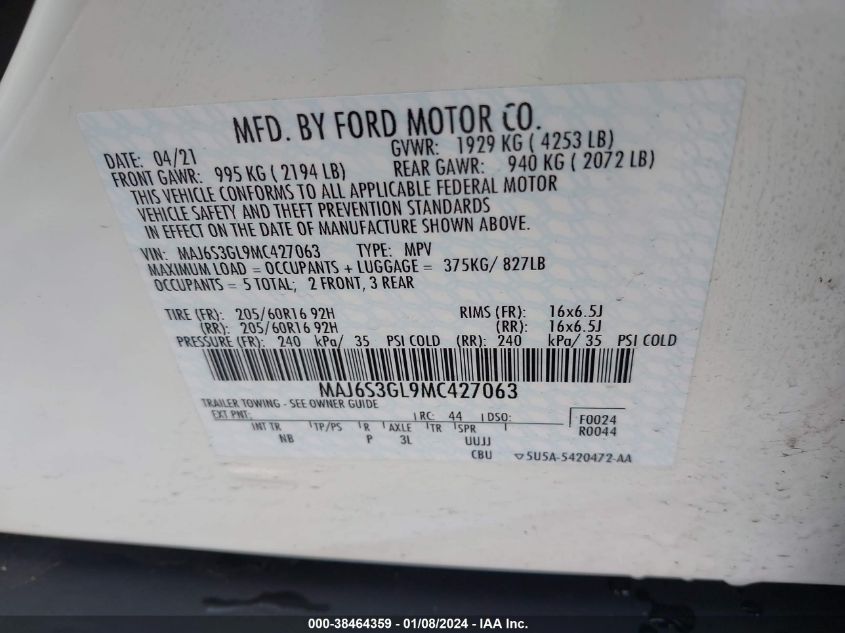 MFD. BY FORD MOTOR CO.
DATE: 04/21 GVWR: 1929 KG ( 4253 LB)
FRONT GAWR: 995 KG ( 2194 LB) REAR GAWR: 940 KG ( 2072 LB)
THIS VEHICLE CONFORMS TO ALL APPLICABLE FEDERAL MOTOR
VEHICLE SAFETY AND THEFT PREVENTION STANDARDS
IN EFFECT ON THE DATE OF MANUFACTURE SHOWN ABOVE.
VIN: MAJ6S3GL9MC427063 TYPE: MPV
MAXIMUM LOAD = OCCUPANTS + LUGGAGE = 375KG/ 827LB
OCCUPANTS = 5 TOTAL; 2 FRONT, 3 REAR
TIRE (FR): 205/60R16 92H RIMS (FR): 16x6.5J
(RR): 205/60R16 92H (RR): 16x6.5J
PRESSURE (FR): 240 kPa/ 35 PSI COLD (RR): 240 kPa/ 35 PSI COLD
MAJ6S3GL9MC427063
TRAILER TOWING - SEE OWNER GUIDE
EXT PNT: RC: 44 DSO: F0024
INT TR TP/PS R AXLE TR SPR R0044
NB P 3L UUJJ
CBU ▽5U5A-5420472-AA
000-38464359 - 01/08/2024 - IAA Inc.